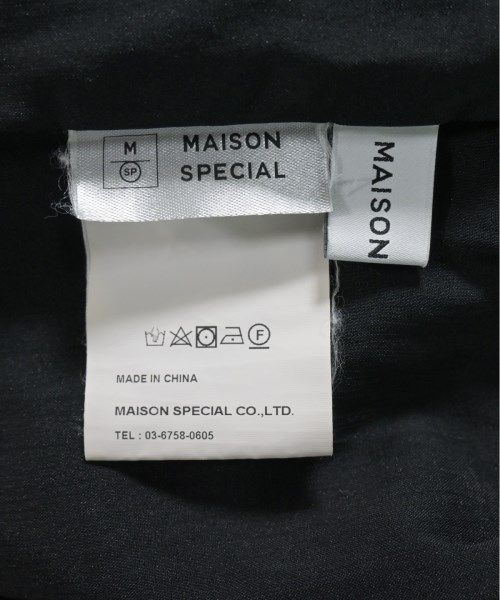 M
SP
MAISON
SPECIAL
MAISON
F
MADE IN CHINA
MAISON SPECIAL CO.,LTD.
TEL : 03-6758-0605